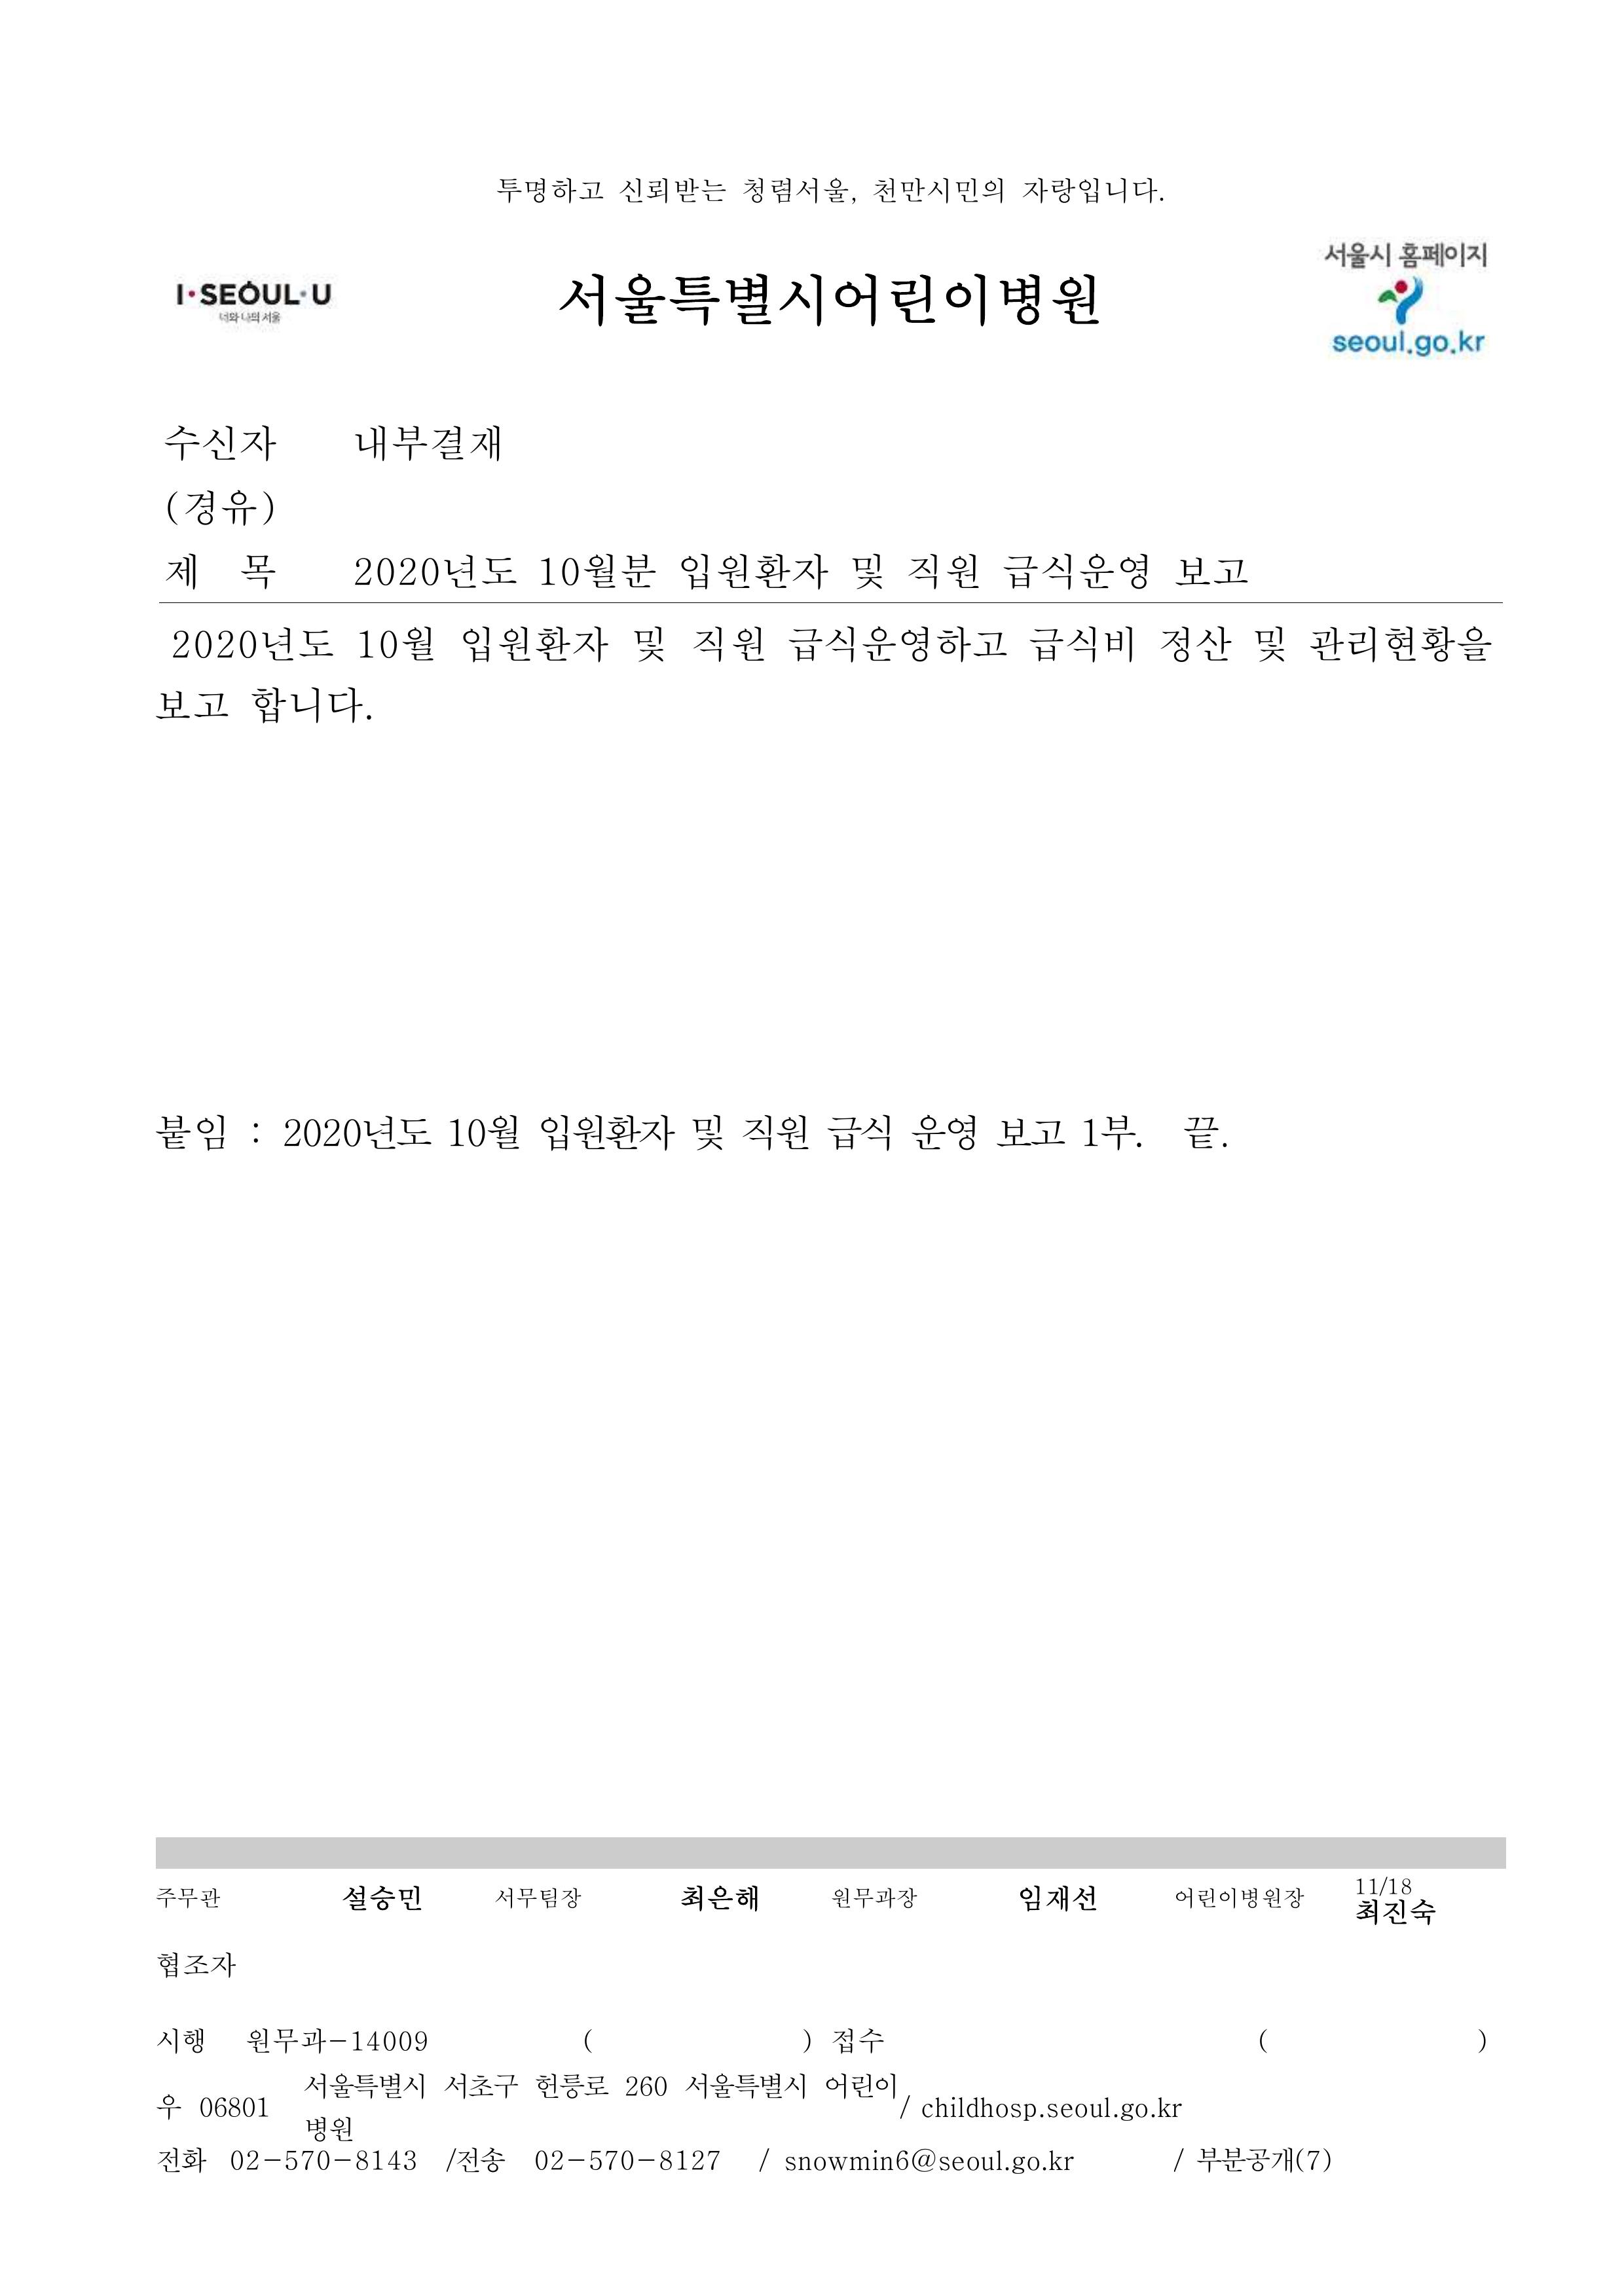 투명하고 신뢰받는 청렴서울, 천만시민의 자랑입니다.
I·SEOUL·U
너와 나의 서울
서울특별시어린이병원
서울시 홈페이지
seoul.go.kr
수신자 내부결재
(경유)
제 목 2020년도 10월분 입원환자 및 직원 급식운영 보고
2020년도 10월 입원환자 및 직원 급식운영하고 급식비 정산 및 관리현황을
보고 합니다.
붙임 : 2020년도 10월 입원환자 및 직원 급식 운영 보고 1부. 끝.
주무관 설승민 서무팀장 최은해 원무과장 임재선 어린이병원장 11/18 최진숙
협조자
시행 원무과-14009 ( ) 접수 ( )
우 06801 서울특별시 서초구 헌릉로 260 서울특별시 어린이병원 / childhosp.seoul.go.kr
전화 02-570-8143 /전송 02-570-8127 / snowmin6@seoul.go.kr / 부분공개(7)